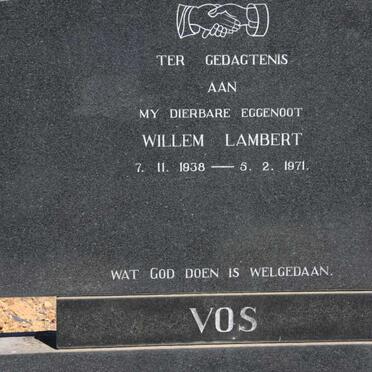 TER GEDAGTENIS
AAN
MY DIERBARE EGGENOOT
WILLEM LAMBERT
7. 11. 1938 — 5. 2. 1971.
WAT GOD DOEN IS WELGEDAAN.
VOS